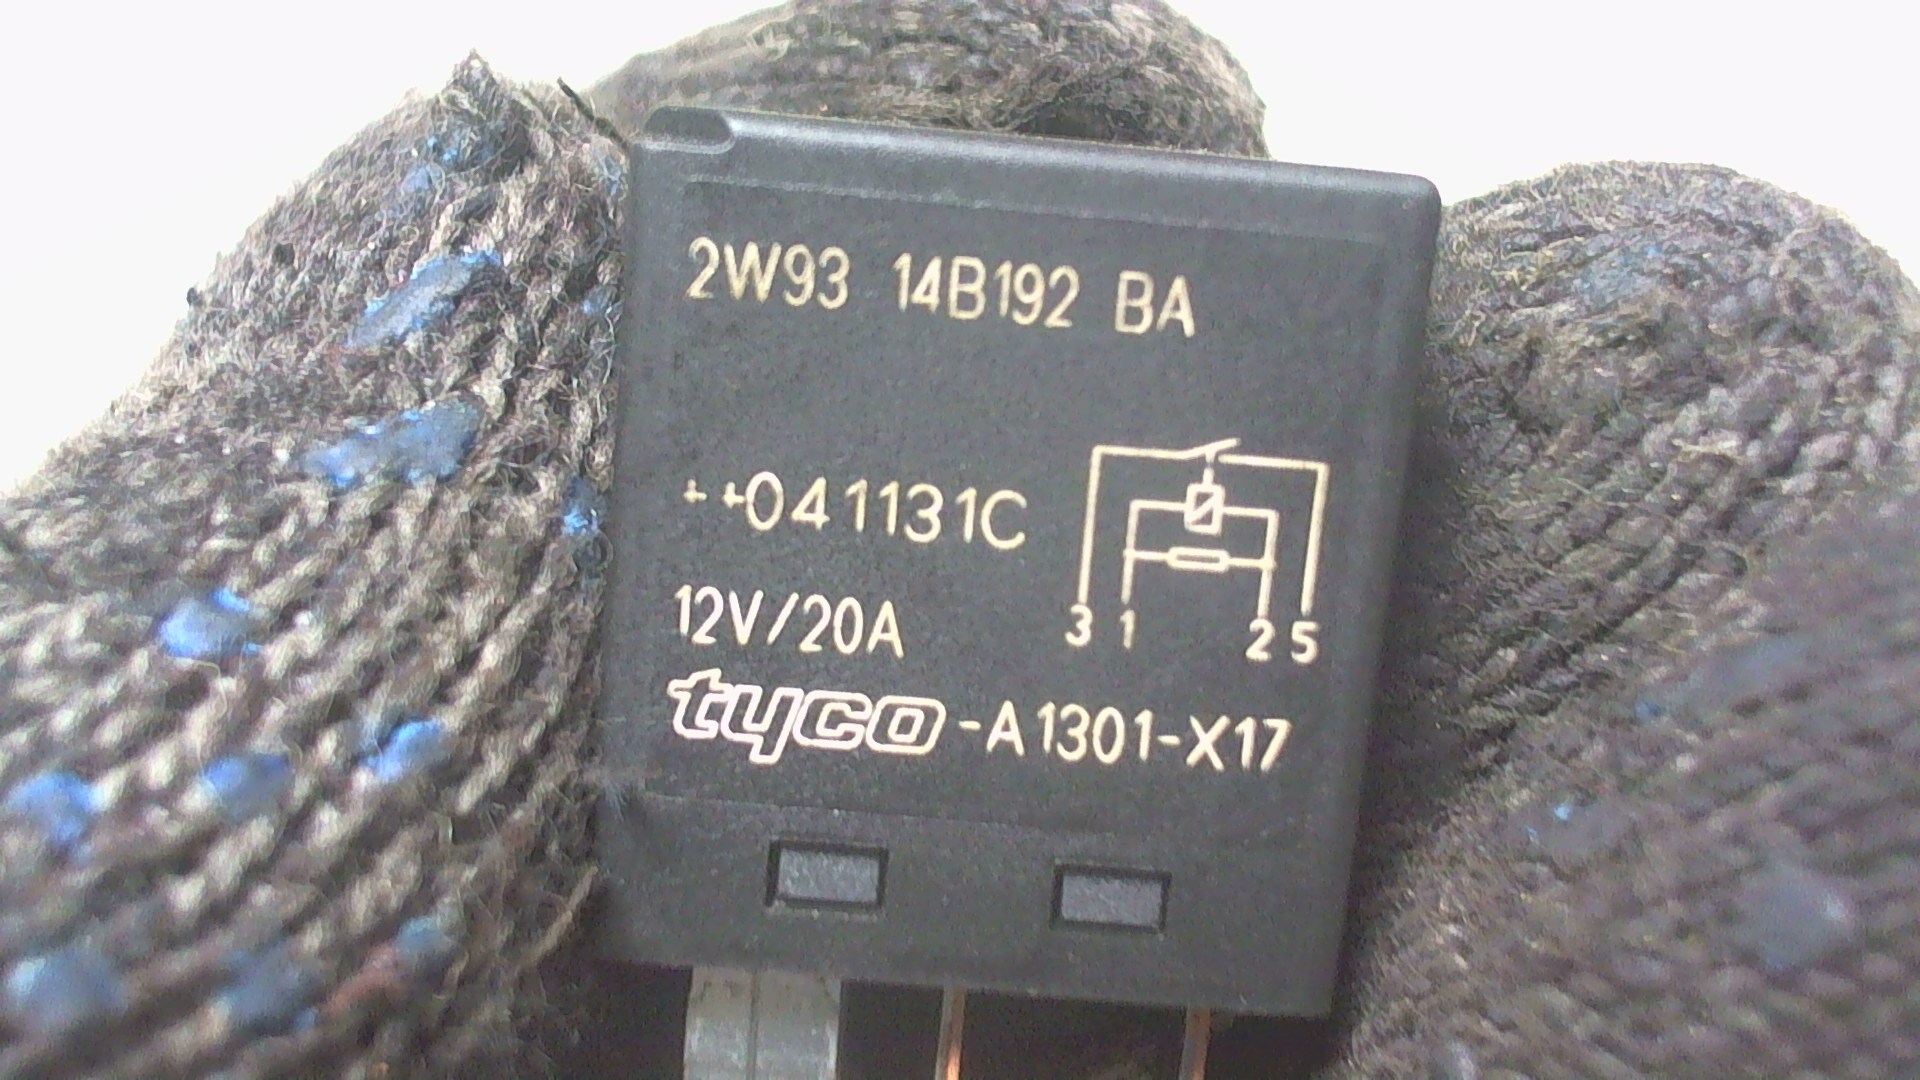 2W93 14B192 BA
++041131C
12V/20A
3 1 2 5
tyco -A1301-X17